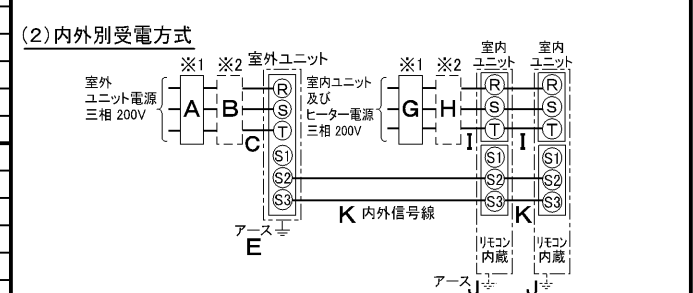 (2)内外別受電方式
※1 ※2 室外ユニット
室外
ユニット電源
三相 200V
A B C
R
S
T
S1
S2
S3
アース
E
室内ユニット
及び
ヒーター電源
三相 200V
※1 ※2
G H
室内
ユニット
室内
ユニット
R R
S S
T T
I I
S1 S1
S2 S2
S3 S3
K 内外信号線 K
リモコン
内蔵
リモコン
内蔵
アース J J